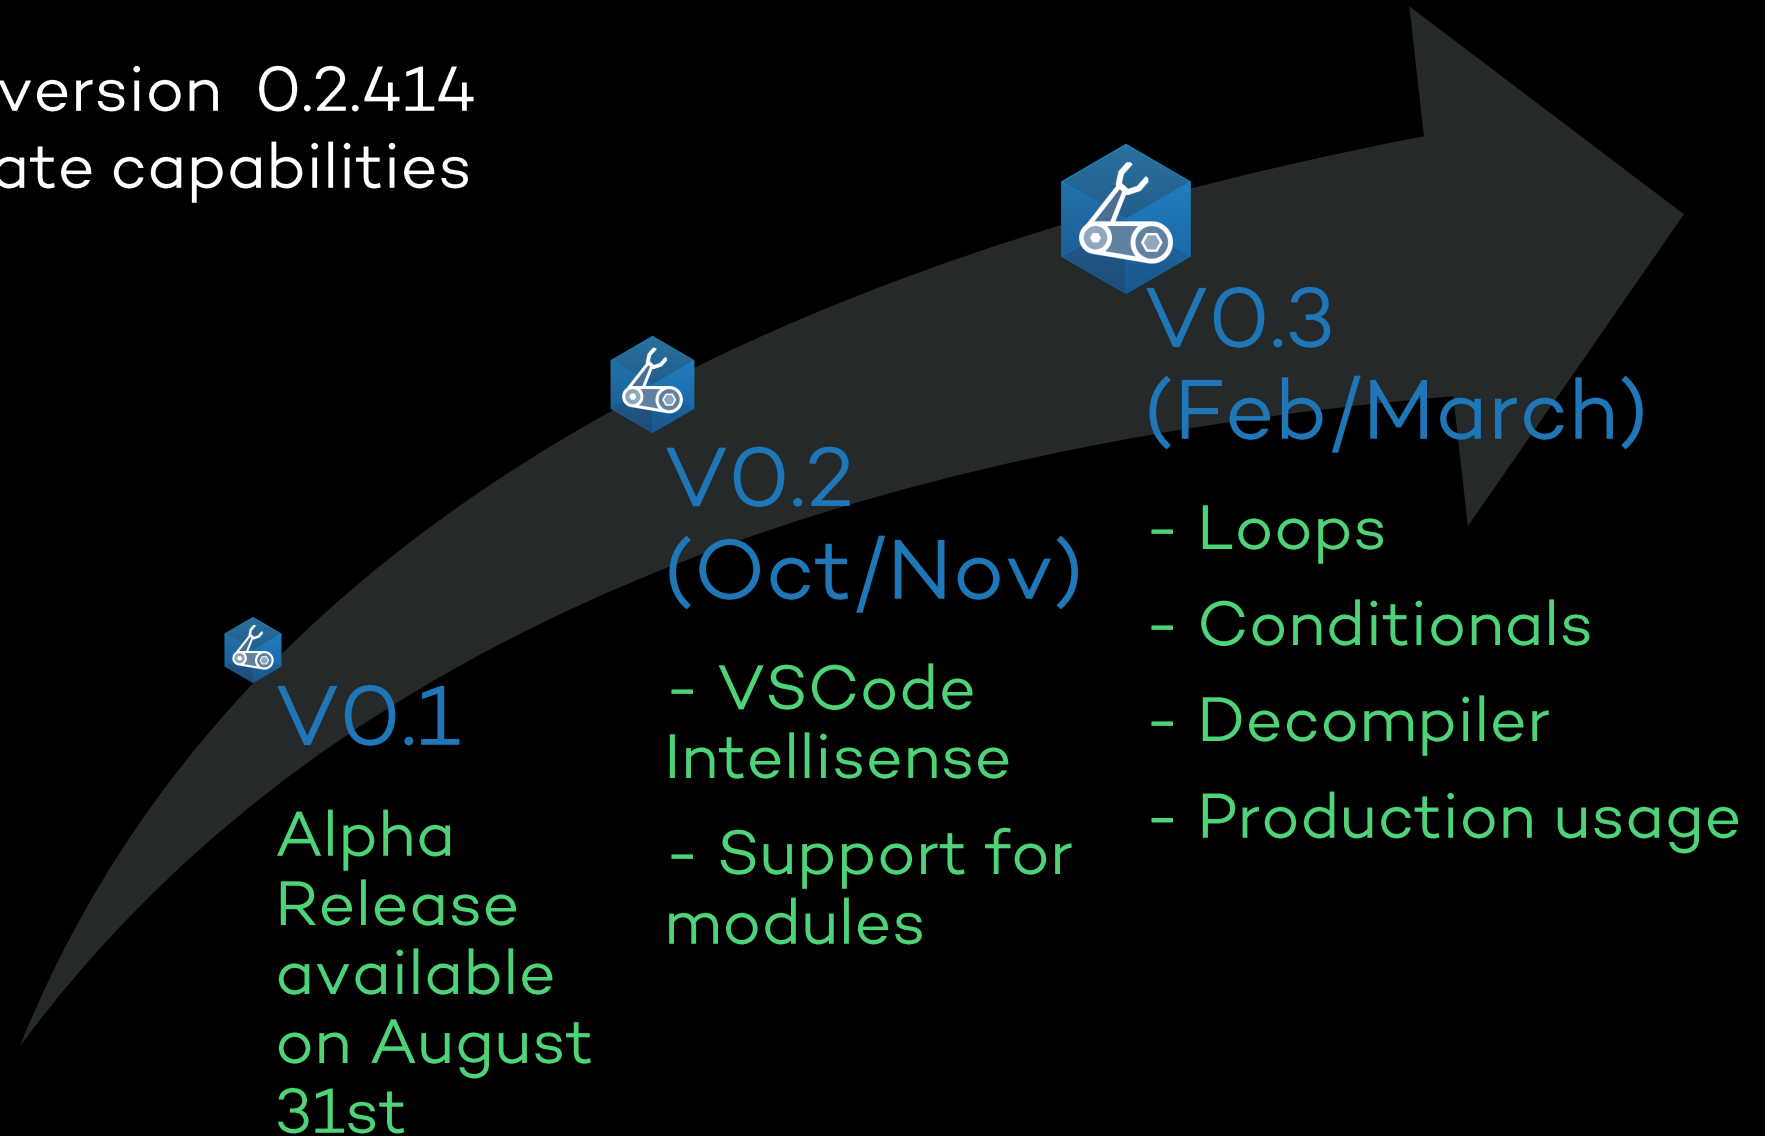 version 0.2.414
ate capabilities
V0.1
Alpha
Release
available
on August
31st
V0.2
(Oct/Nov)
- VSCode
Intellisense
- Support for
modules
V0.3
(Feb/March)
- Loops
- Conditionals
- Decompiler
- Production usage